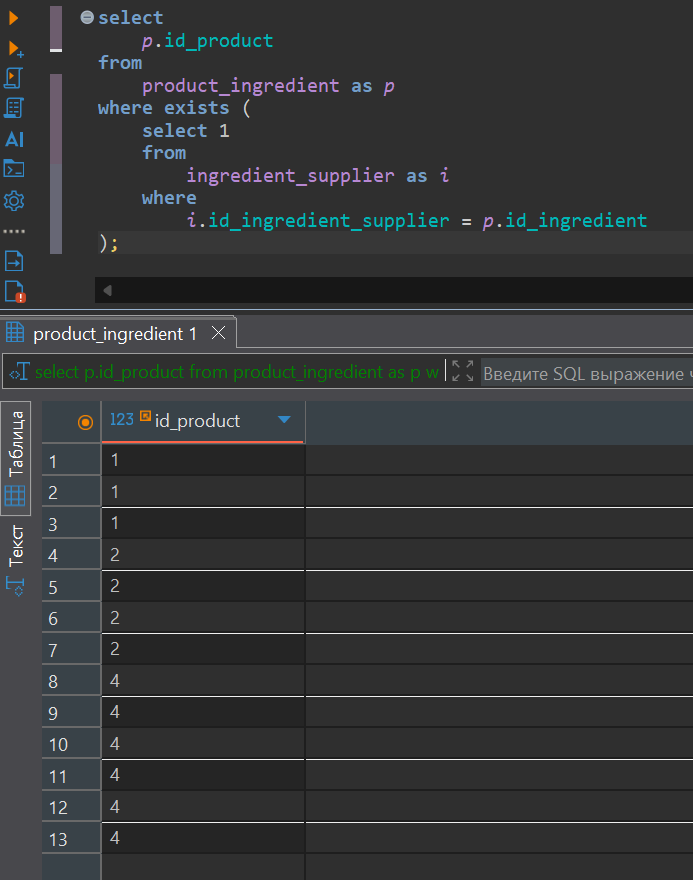 select
p.id_product
from
product_ingredient as p
where exists (
select 1
from
ingredient_supplier as i
where
i.id_ingredient_supplier = p.id_ingredient
);
AI
product_ingredient 1
select p.id_product from product_ingredient as p w
Введите SQL выражение ч
Таблица
Текст
123 id_product
1 1
2 1
3 1
4 2
5 2
6 2
7 2
8 4
9 4
10 4
11 4
12 4
13 4